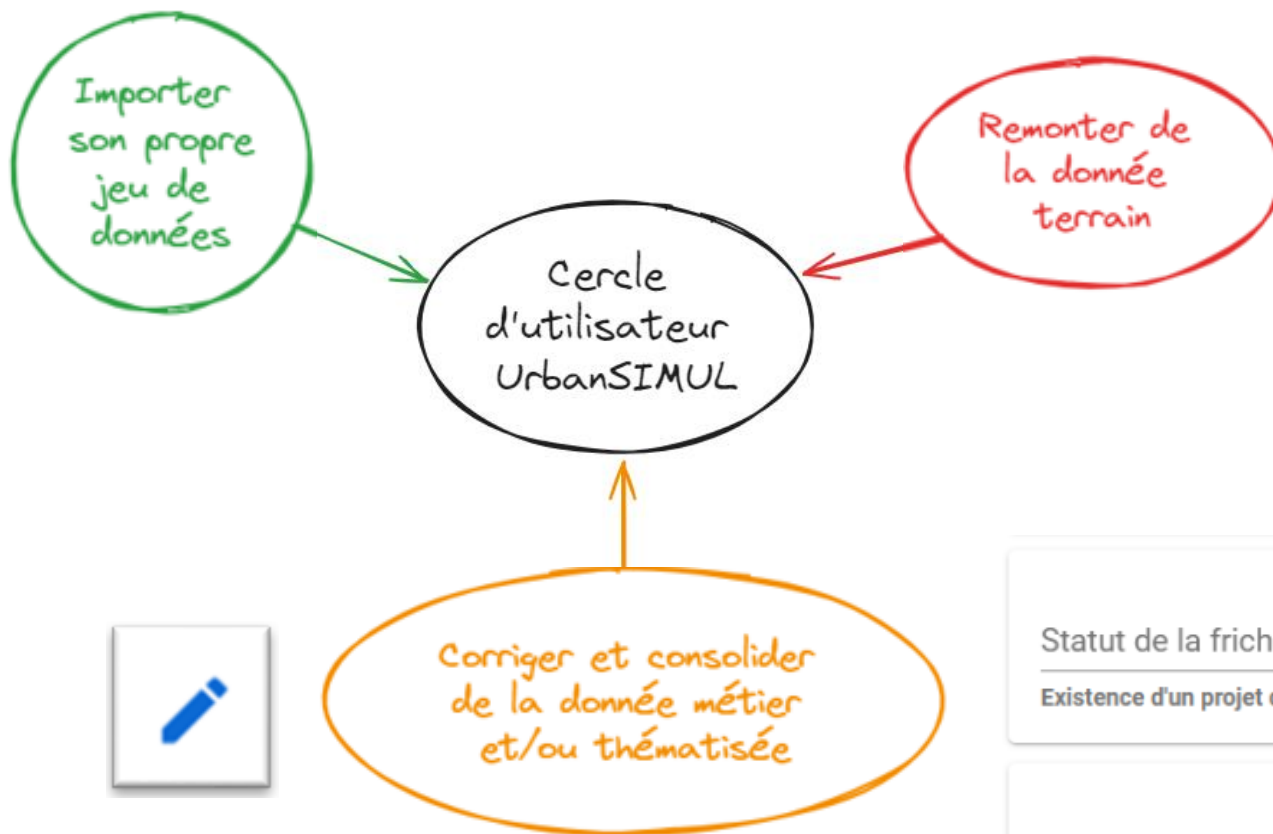 Importer
son propre
jeu de
données
Remonter de
la donnée
terrain
Cercle
d'utilisateur
UrbanSIMUL
Corriger et consolider
de la donnée métier
et/ou thématisée
Statut de la frich
Existence d'un projet